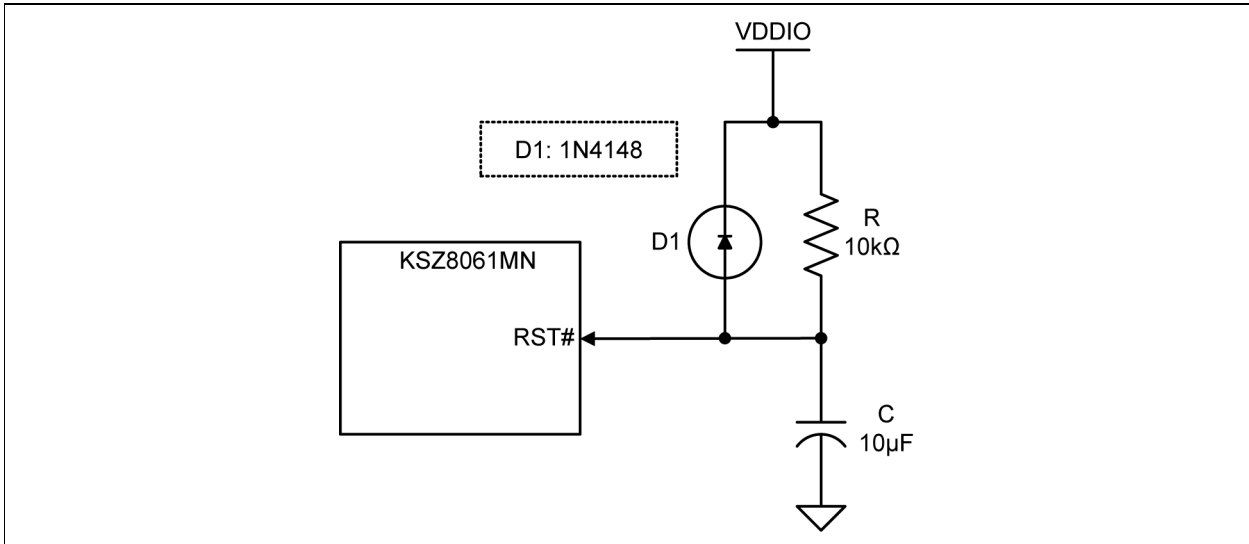 VDDIO
D1: 1N4148
D1
R
10kΩ
KSZ8061MN
RST#
C
10µF